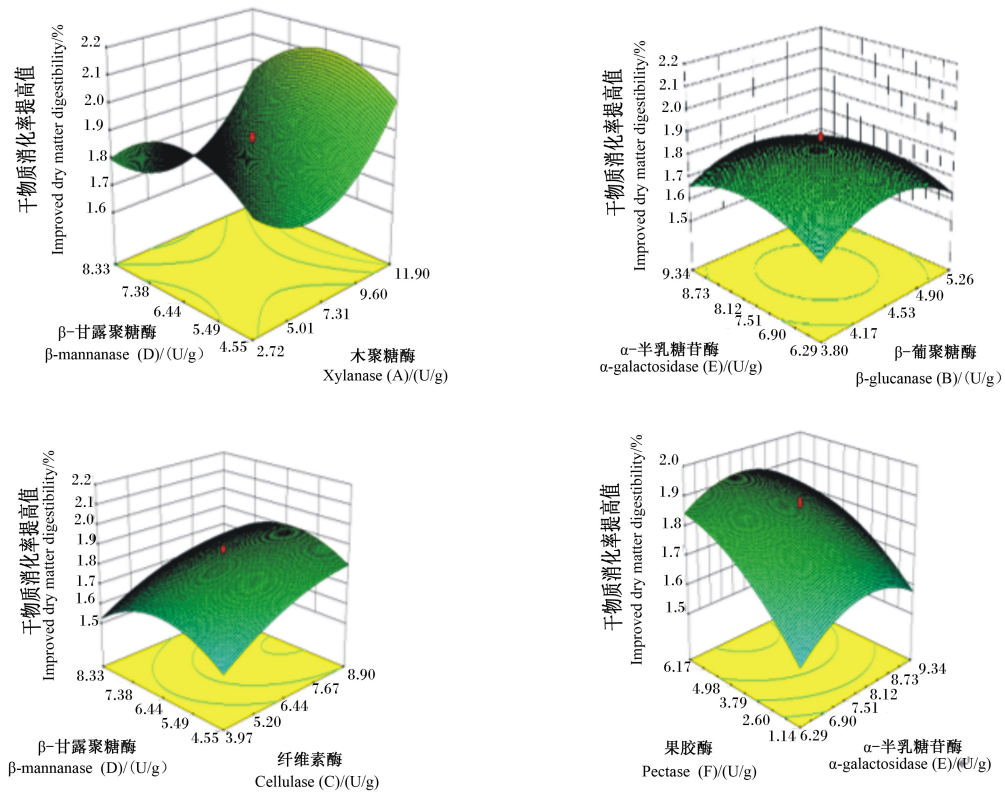 干物质消化率提高值
Improved dry matter digestibility/%
2.2
2.1
2.0
1.9
1.8
1.7
1.6
8.33
7.38
6.44
5.49
4.55
2.72
5.01
7.31
9.60
11.90
β-甘露聚糖酶
β-mannanase (D)/(U/g)
木聚糖酶
Xylanase (A)/(U/g)
干物质消化率提高值
Improved dry matter digestibility/%
2.2
2.1
2.0
1.9
1.8
1.7
1.6
1.5
9.34
8.73
8.12
7.51
6.90
6.29
3.80
4.17
4.53
4.90
5.26
α-半乳糖苷酶
α-galactosidase (E)/(U/g)
β-葡聚糖酶
β-glucanase (B)/(U/g)
干物质消化率提高值
Improved dry matter digestibility/%
2.2
2.1
2.0
1.9
1.8
1.7
1.6
1.5
8.33
7.38
6.44
5.49
4.55
3.97
5.20
6.44
7.67
8.90
β-甘露聚糖酶
β-mannanase (D)/(U/g)
纤维素酶
Cellulase (C)/(U/g)
干物质消化率提高值
Improved dry matter digestibility/%
2.0
1.9
1.8
1.7
1.6
1.5
6.17
4.98
3.79
2.60
1.14
6.29
6.90
7.51
8.12
8.73
9.34
果胶酶
Pectase (F)/(U/g)
α-半乳糖苷酶
α-galactosidase (E)/(U/g)